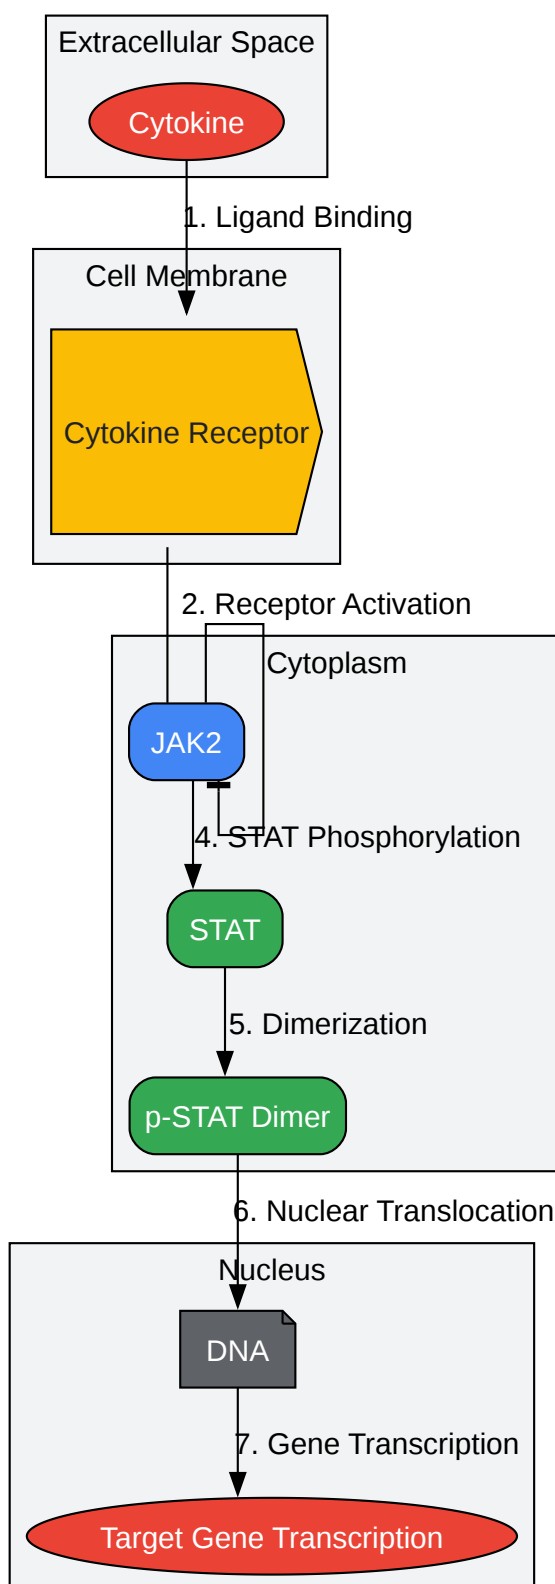 Extracellular Space
Cytokine
1. Ligand Binding
Cell Membrane
Cytokine Receptor
2. Receptor Activation
Cytoplasm
JAK2
4. STAT Phosphorylation
STAT
5. Dimerization
p-STAT Dimer
6. Nuclear Translocation
Nucleus
DNA
7. Gene Transcription
Target Gene Transcription